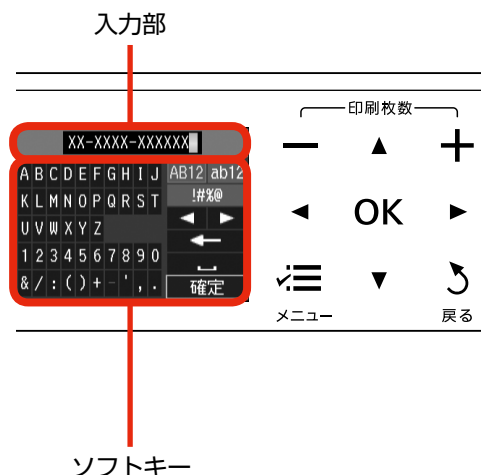 入力部
XX-XXXX-XXXXXX
A B C D E F G H I J AB12 ab12
K L M N O P Q R S T !#%@
U V W X Y Z
1 2 3 4 5 6 7 8 9 0
& / : ( ) + - ' , . 確定
印刷枚数
OK
メニュー
戻る
ソフトキー